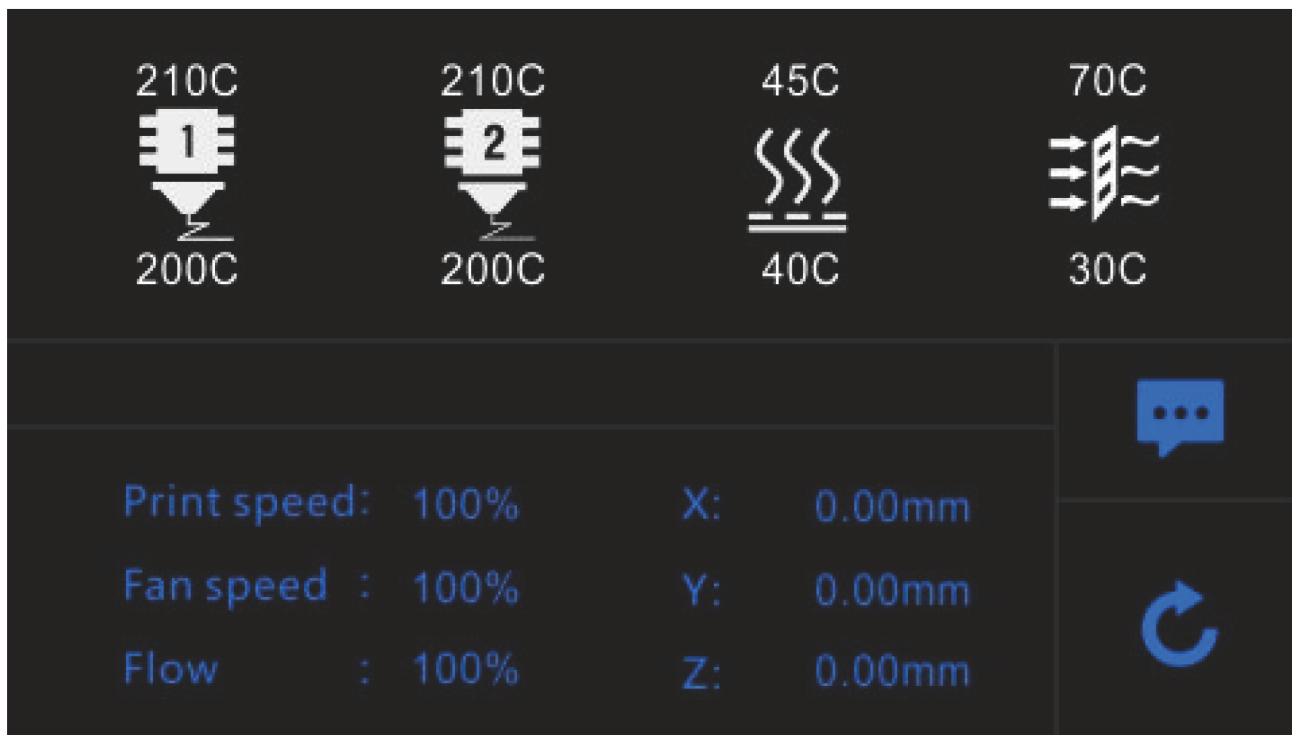 210C 210C 45C 70C
1 2
200C 200C 40C 30C
Print speed: 100% X: 0.00mm
Fan speed : 100% Y: 0.00mm
Flow : 100% Z: 0.00mm